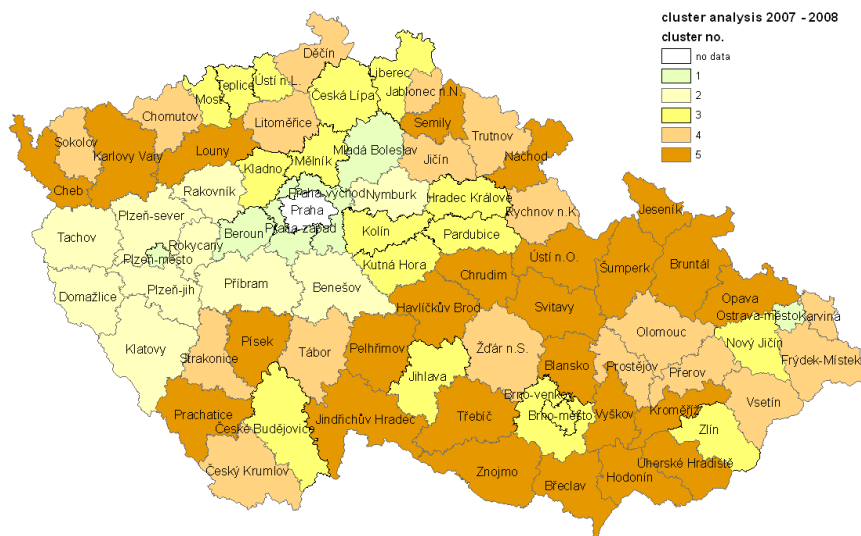 cluster analysis 2007 - 2008
cluster no.
no data
1
2
3
4
5
Děčín
Liberec
Teplice
Ústí n.L.
Most
Česká Lípa
Jablonec n.N.
Chomutov
Litoměřice
Semily
Trutnov
Sokolov
Karlovy Vary
Louny
Mělník
Mladá Boleslav
Jičín
Náchod
Kladno
Cheb
Rakovník
Praha-východ
Nymburk
Hradec Králové
Rychnov n.K.
Praha
Plzeň-sever
Jeseník
Tachov
Rokycany
Beroun
Praha západ
Kolín
Pardubice
Plzeň-město
Kutná Hora
Ústí n.O.
Šumperk
Bruntál
Chrudim
Příbram
Benešov
Domažlice
Plzeň-jih
Opava
Havlíčkův Brod
Svitavy
Ostrava-město
Karviná
Klatovy
Písek
Olomouc
Nový Jičín
Strakonice
Tábor
Pelhřimov
Žďár n.S.
Frýdek-Místek
Blansko
Prostějov
Přerov
Jihlava
Brno-venkov
Vsetín
Prachatice
Jindřichův Hradec
Třebíč
Brno-město
Vyškov
Kroměříž
České Budějovice
Zlín
Český Krumlov
Uherské Hradiště
Znojmo
Hodonín
Břeclav